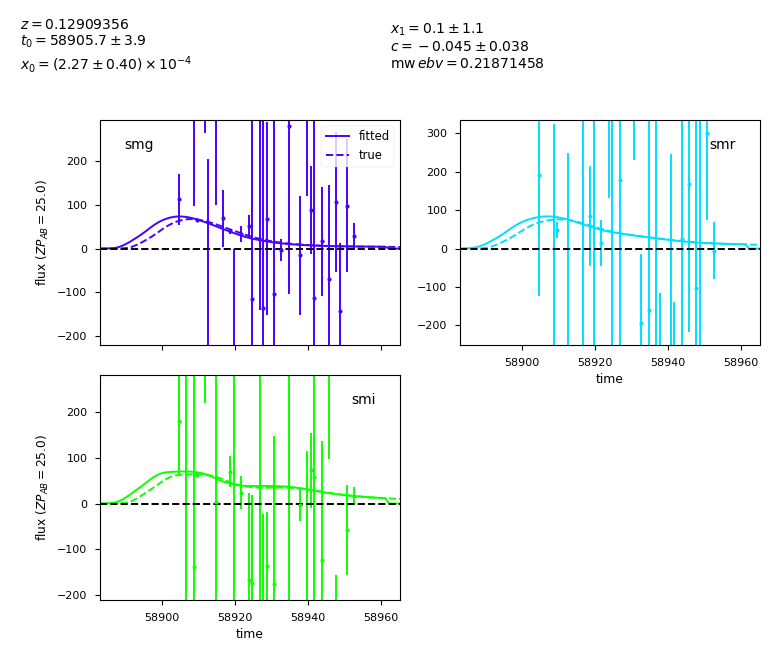 z = 0.12909356
t₀ = 58905.7 ± 3.9
x₀ = (2.27 ± 0.40) × 10⁻⁴
x₁ = 0.1 ± 1.1
c = −0.045 ± 0.038
mw ebv = 0.21871458
smg
fitted
true
200
100
0
−100
−200
flux (ZP_AB = 25.0)
smr
300
200
100
0
−100
−200
58900 58920 58940 58960
time
smi
200
100
0
−100
−200
flux (ZP_AB = 25.0)
58900 58920 58940 58960
time